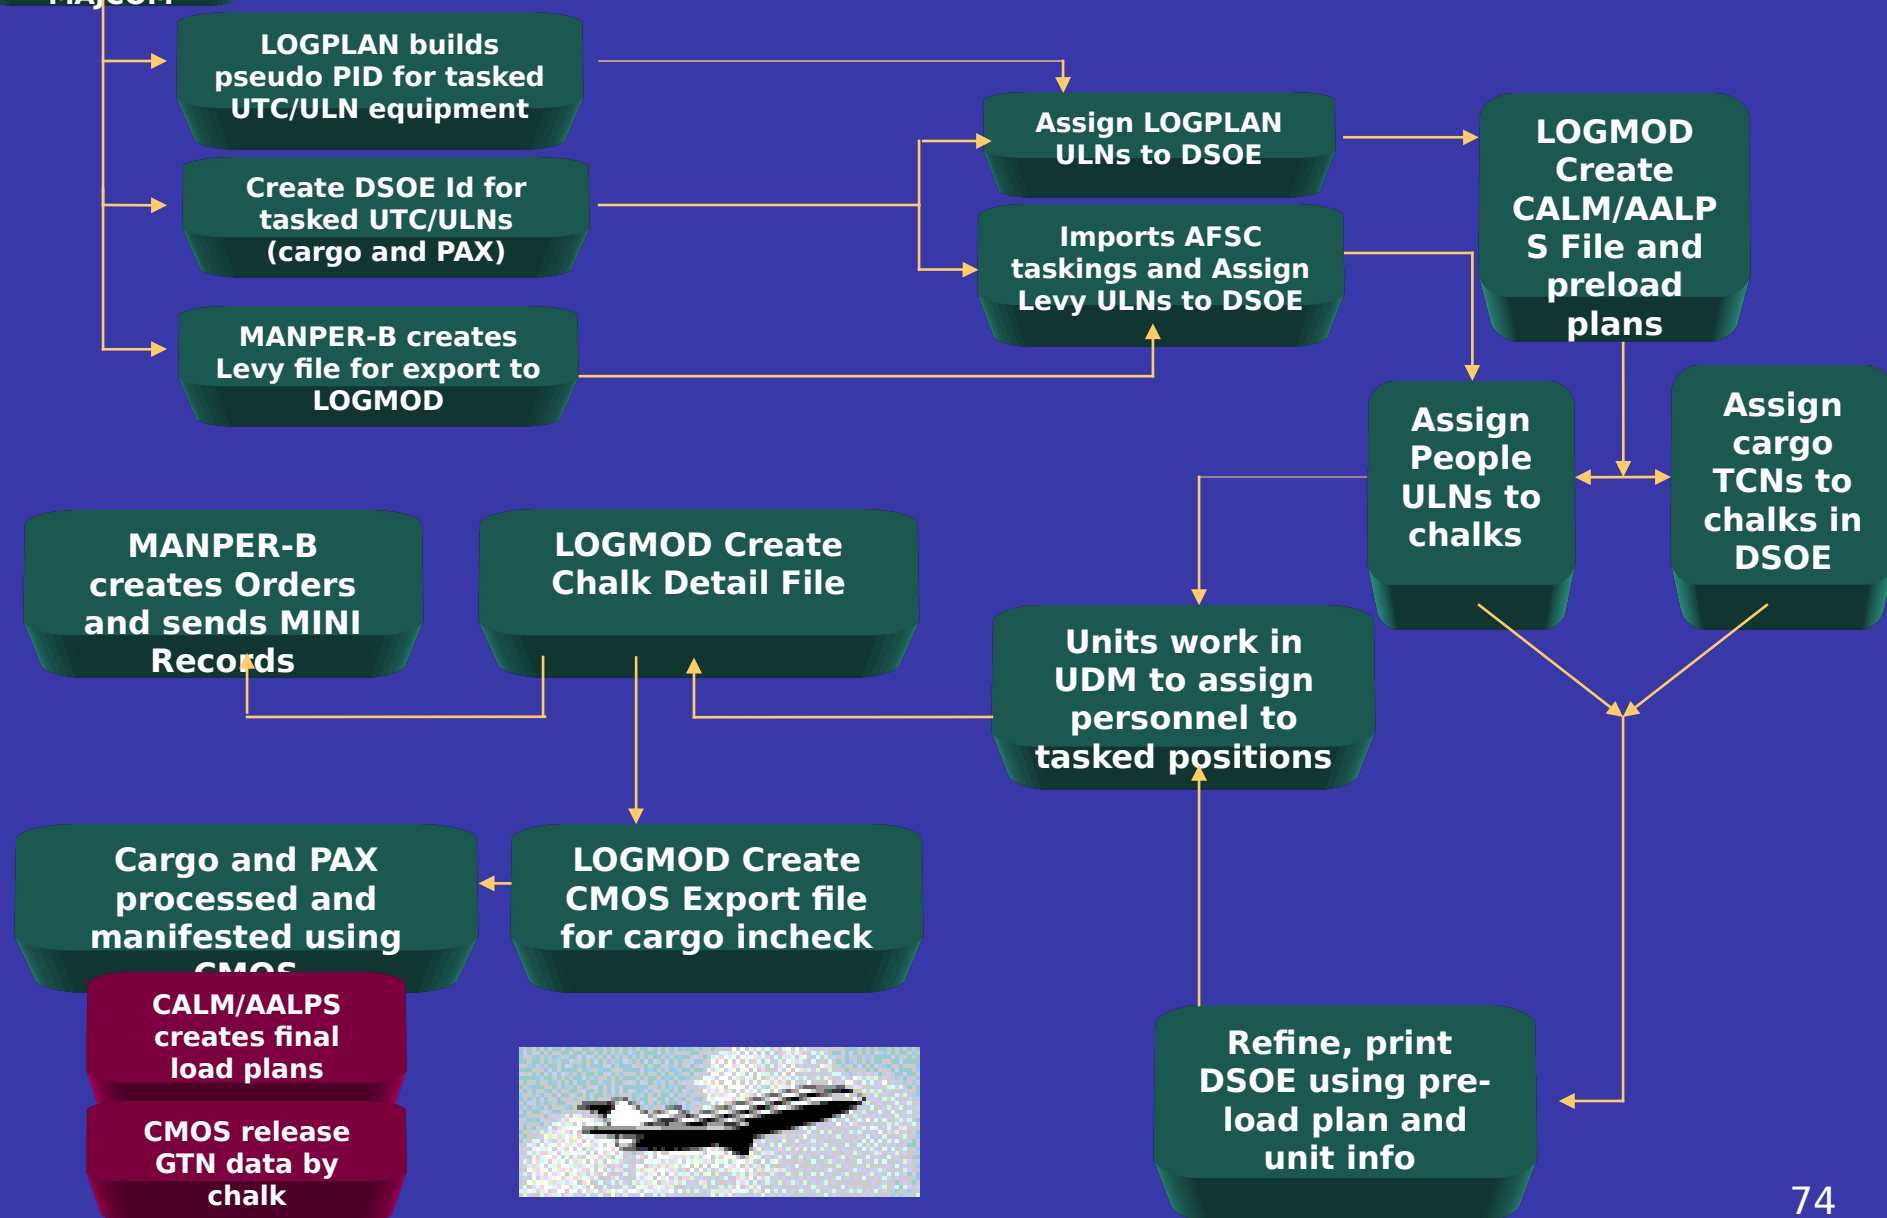 MAJCOM
LOGPLAN builds
pseudo PID for tasked
UTC/ULN equipment
Create DSOE Id for
tasked UTC/ULNs
(cargo and PAX)
MANPER-B creates
Levy file for export to
LOGMOD
Assign LOGPLAN
ULNs to DSOE
Imports AFSC
taskings and Assign
Levy ULNs to DSOE
LOGMOD
Create
CALM/AALP
S File and
preload
plans
Assign
People
ULNs to
chalks
Assign
cargo
TCNs to
chalks in
DSOE
MANPER-B
creates Orders
and sends MINI
Records
LOGMOD Create
Chalk Detail File
Units work in
UDM to assign
personnel to
tasked positions
Cargo and PAX
processed and
manifested using
CMOS
LOGMOD Create
CMOS Export file
for cargo incheck
CALM/AALPS
creates final
load plans
CMOS release
GTN data by
chalk
Refine, print
DSOE using pre-
load plan and
unit info
74